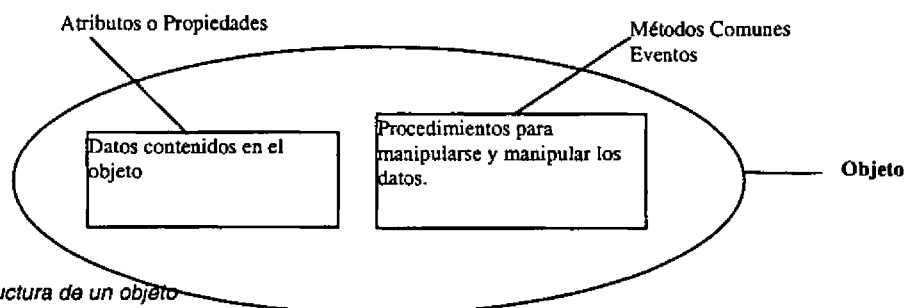 Atributos o Propiedades
Métodos Comunes
Eventos
Datos contenidos en el
objeto
Procedimientos para
manipularse y manipular los
datos.
Objeto
uctura de un objeto